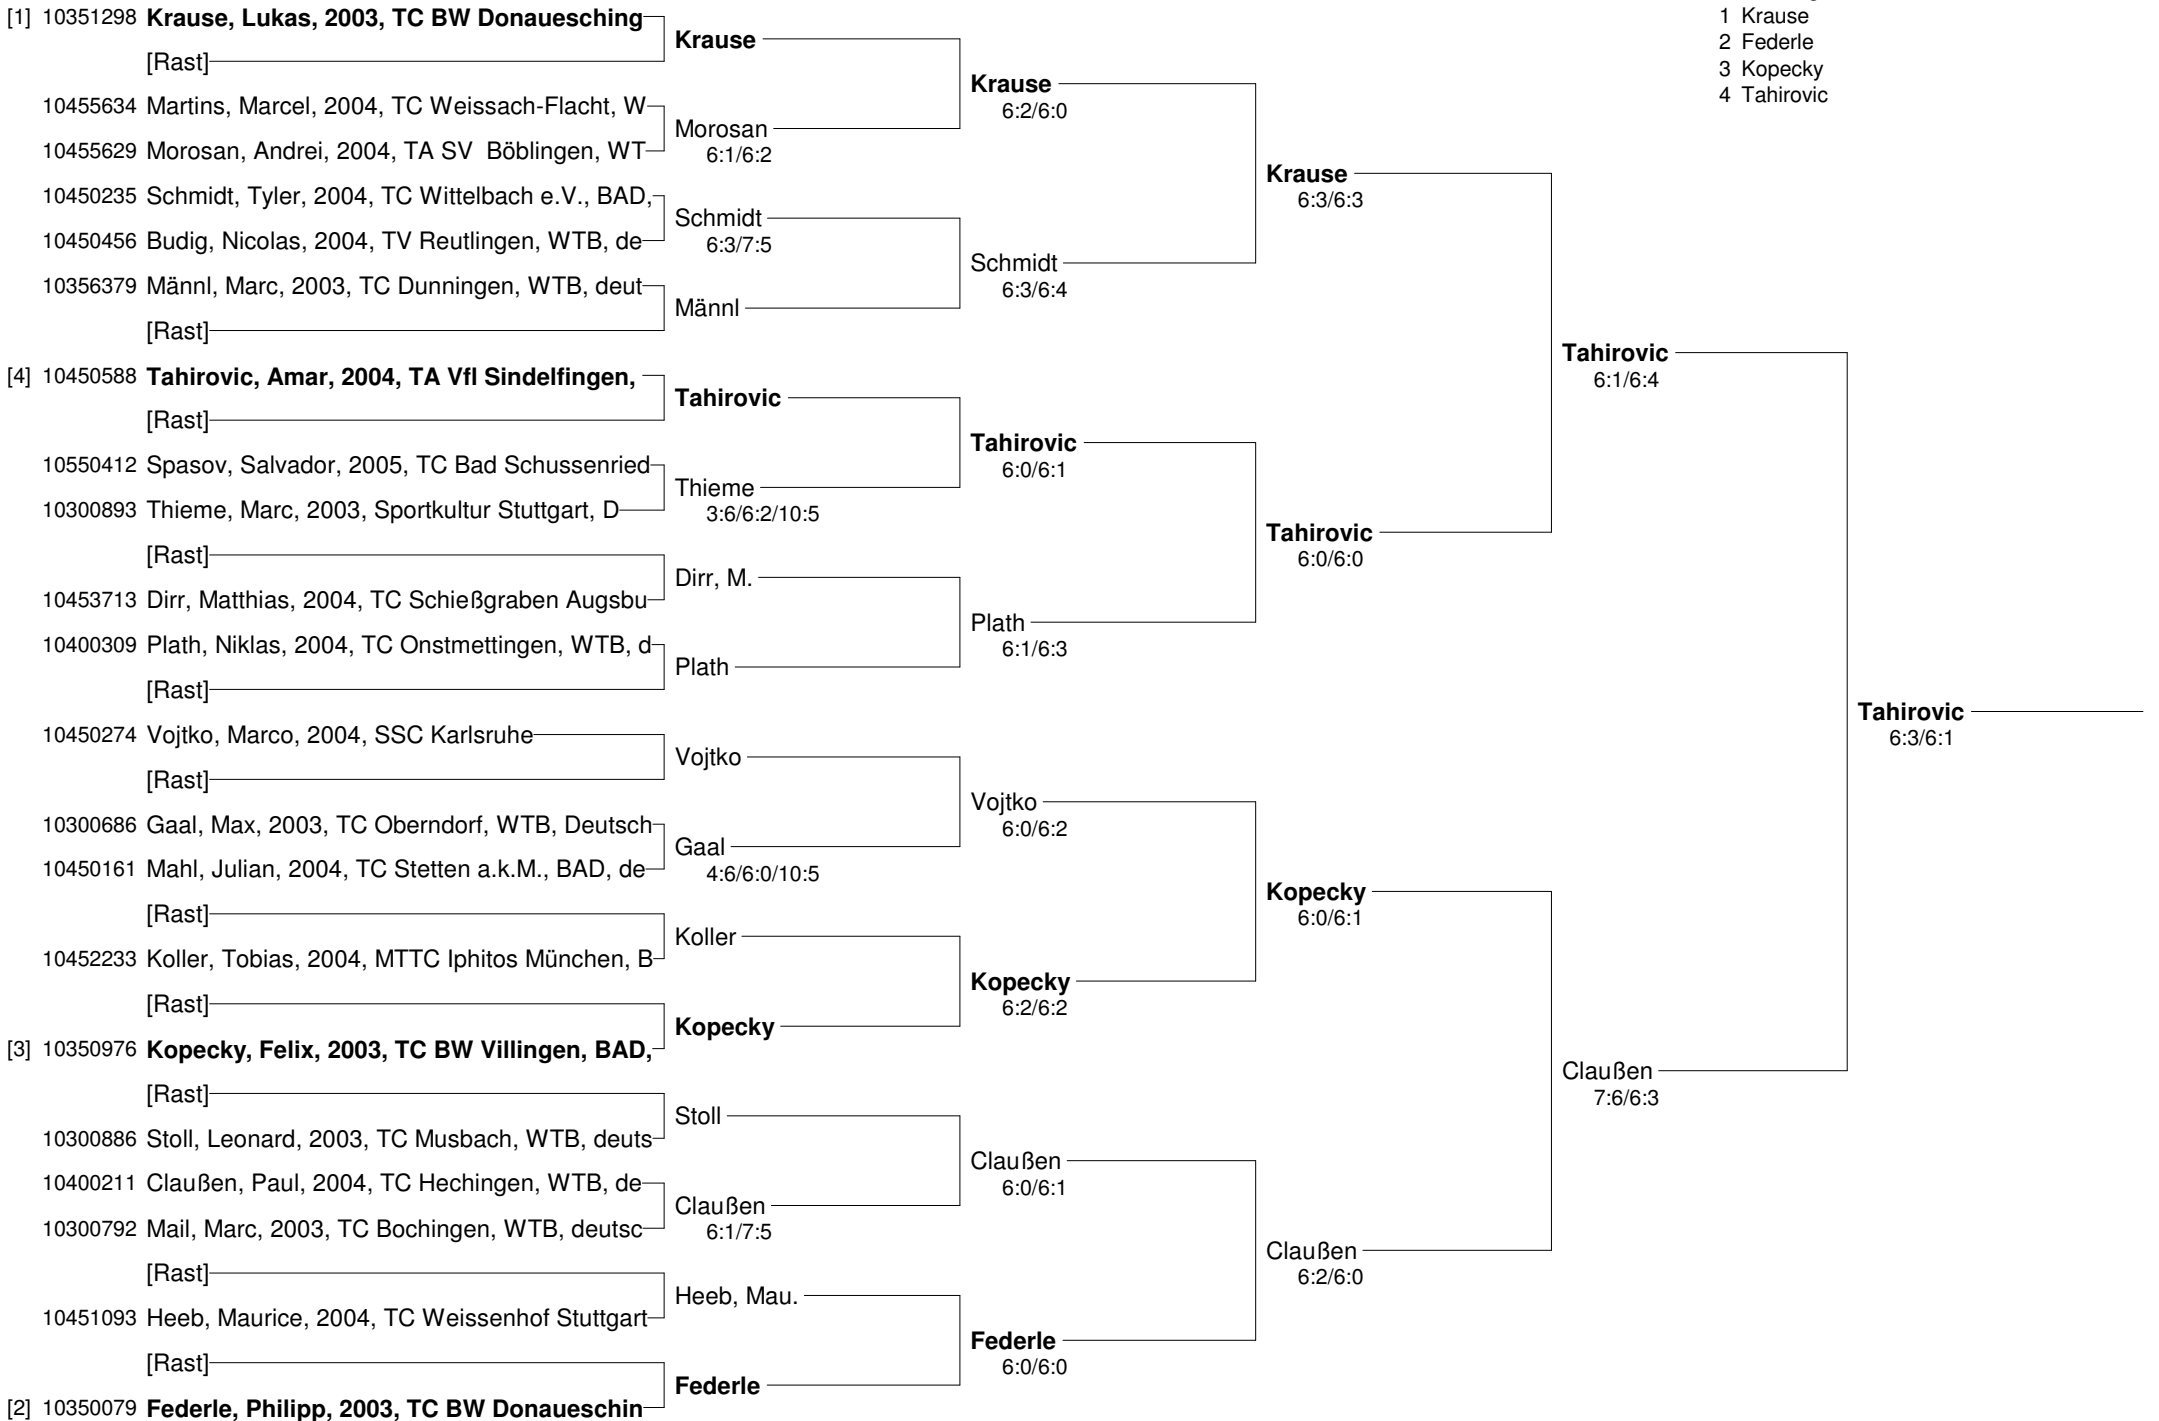 [1] 10351298 Krause, Lukas, 2003, TC BW Donauesching
[Rast]
10455634 Martins, Marcel, 2004, TC Weissach-Flacht, W
10455629 Morosan, Andrei, 2004, TA SV Böblingen, WT
10450235 Schmidt, Tyler, 2004, TC Wittelbach e.V., BAD,
10450456 Budig, Nicolas, 2004, TV Reutlingen, WTB, de
10356379 Männl, Marc, 2003, TC Dunningen, WTB, deut
[Rast]
[4] 10450588 Tahirovic, Amar, 2004, TA Vfl Sindelfingen,
[Rast]
10550412 Spasov, Salvador, 2005, TC Bad Schussenried
10300893 Thieme, Marc, 2003, Sportkultur Stuttgart, D
[Rast]
10453713 Dirr, Matthias, 2004, TC Schießgraben Augsbu
10400309 Plath, Niklas, 2004, TC Onstmettingen, WTB, d
[Rast]
10450274 Vojtko, Marco, 2004, SSC Karlsruhe
[Rast]
10300686 Gaal, Max, 2003, TC Oberndorf, WTB, Deutsch
10450161 Mahl, Julian, 2004, TC Stetten a.k.M., BAD, de
[Rast]
10452233 Koller, Tobias, 2004, MTTC Iphitos München, B
[Rast]
[3] 10350976 Kopecky, Felix, 2003, TC BW Villingen, BAD,
[Rast]
10300886 Stoll, Leonard, 2003, TC Musbach, WTB, deuts
10400211 Claußen, Paul, 2004, TC Hechingen, WTB, de
10300792 Mail, Marc, 2003, TC Bochingen, WTB, deutsc
[Rast]
10451093 Heeb, Maurice, 2004, TC Weissenhof Stuttgart
[Rast]
[2] 10350079 Federle, Philipp, 2003, TC BW Donaueschin
Krause
Morosan
6:1/6:2
Schmidt
6:3/7:5
Männl
Tahirovic
Thieme
3:6/6:2/10:5
Dirr, M.
Plath
Vojtko
Gaal
4:6/6:0/10:5
Koller
Kopecky
Stoll
Claußen
6:1/7:5
Heeb, Mau.
Federle
Krause
6:2/6:0
Schmidt
6:3/6:4
Tahirovic
6:0/6:1
Plath
6:1/6:3
Vojtko
6:0/6:2
Kopecky
6:2/6:2
Claußen
6:0/6:1
Federle
6:0/6:0
Krause
6:3/6:3
Tahirovic
6:0/6:0
Kopecky
6:0/6:1
Claußen
6:2/6:0
Tahirovic
6:1/6:4
Claußen
7:6/6:3
Tahirovic
6:3/6:1
1 Krause
2 Federle
3 Kopecky
4 Tahirovic